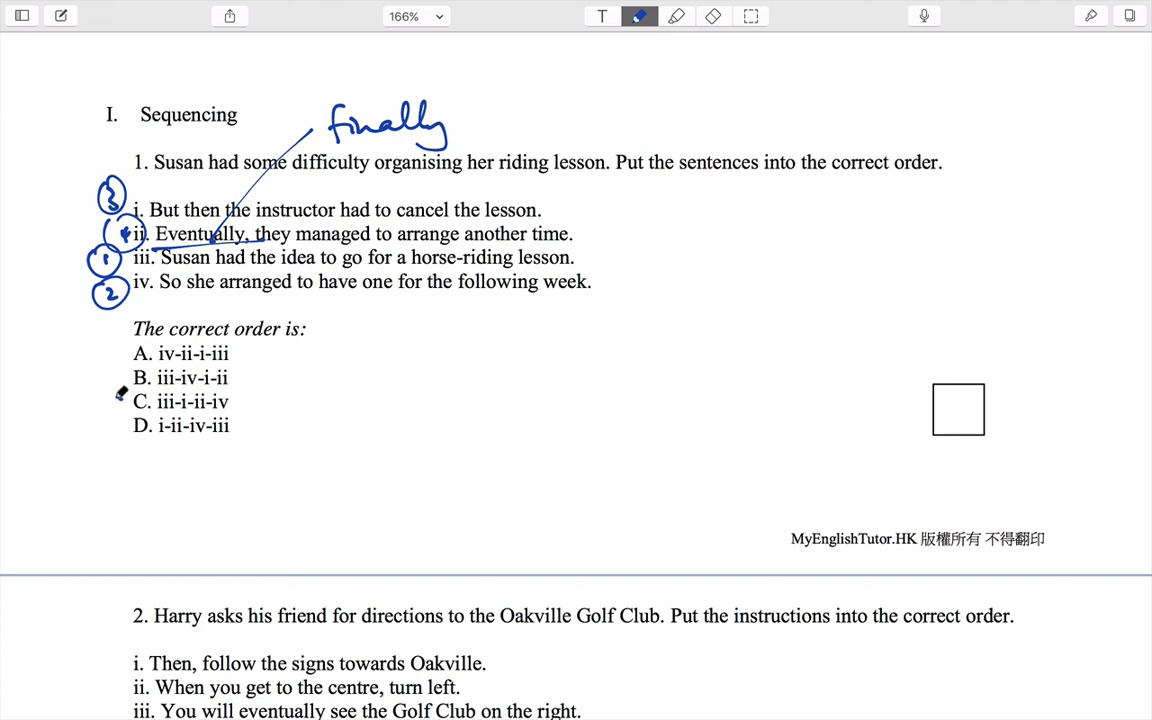 166%
T
I. Sequencing
finally
1. Susan had some difficulty organising her riding lesson. Put the sentences into the correct order.
3 i. But then the instructor had to cancel the lesson.
4 ii. Eventually, they managed to arrange another time.
1 iii. Susan had the idea to go for a horse-riding lesson.
2 iv. So she arranged to have one for the following week.
The correct order is:
A. iv-ii-i-iii
B. iii-iv-i-ii
C. iii-i-ii-iv
D. i-ii-iv-iii
MyEnglishTutor.HK 版權所有 不得翻印
2. Harry asks his friend for directions to the Oakville Golf Club. Put the instructions into the correct order.
i. Then, follow the signs towards Oakville.
ii. When you get to the centre, turn left.
iii. You will eventually see the Golf Club on the right.